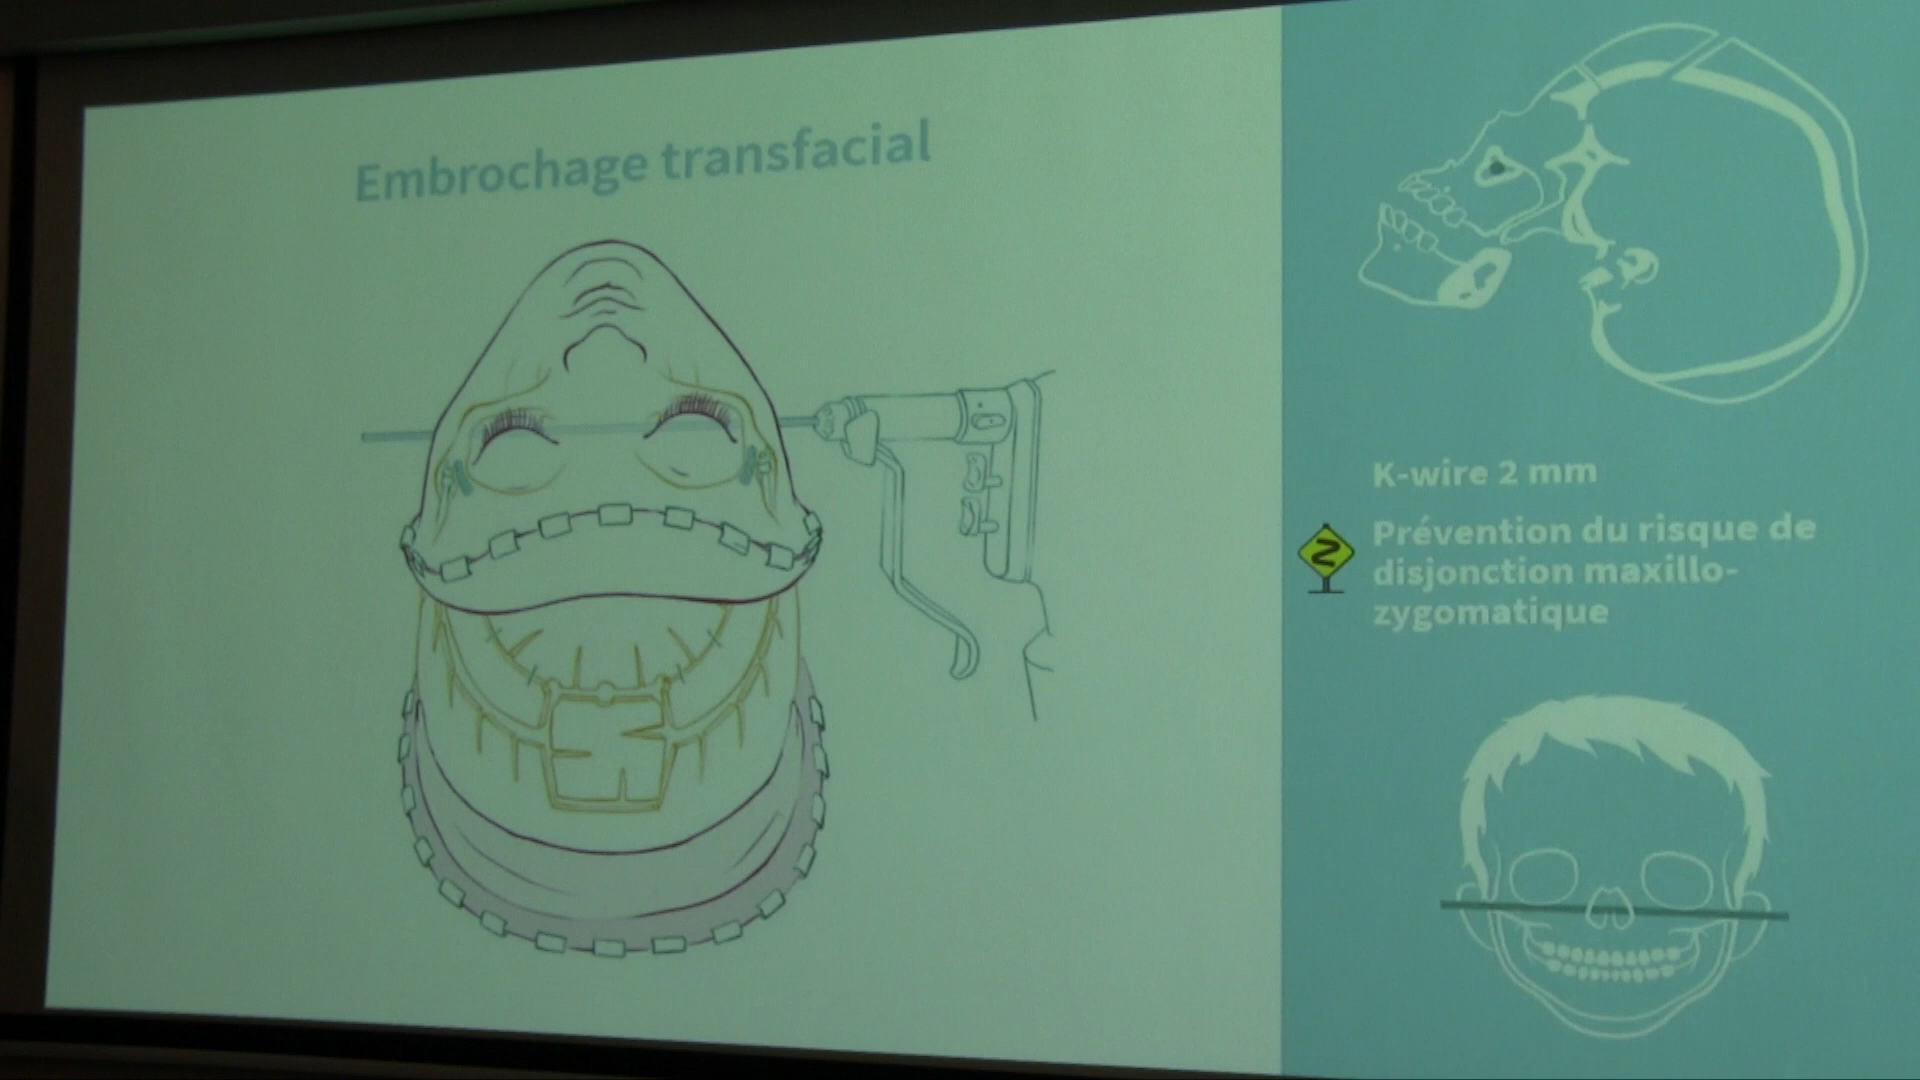 Embrochage transfacial
K-wire 2 mm
Prévention du risque de
disjonction maxillo-
zygomatique